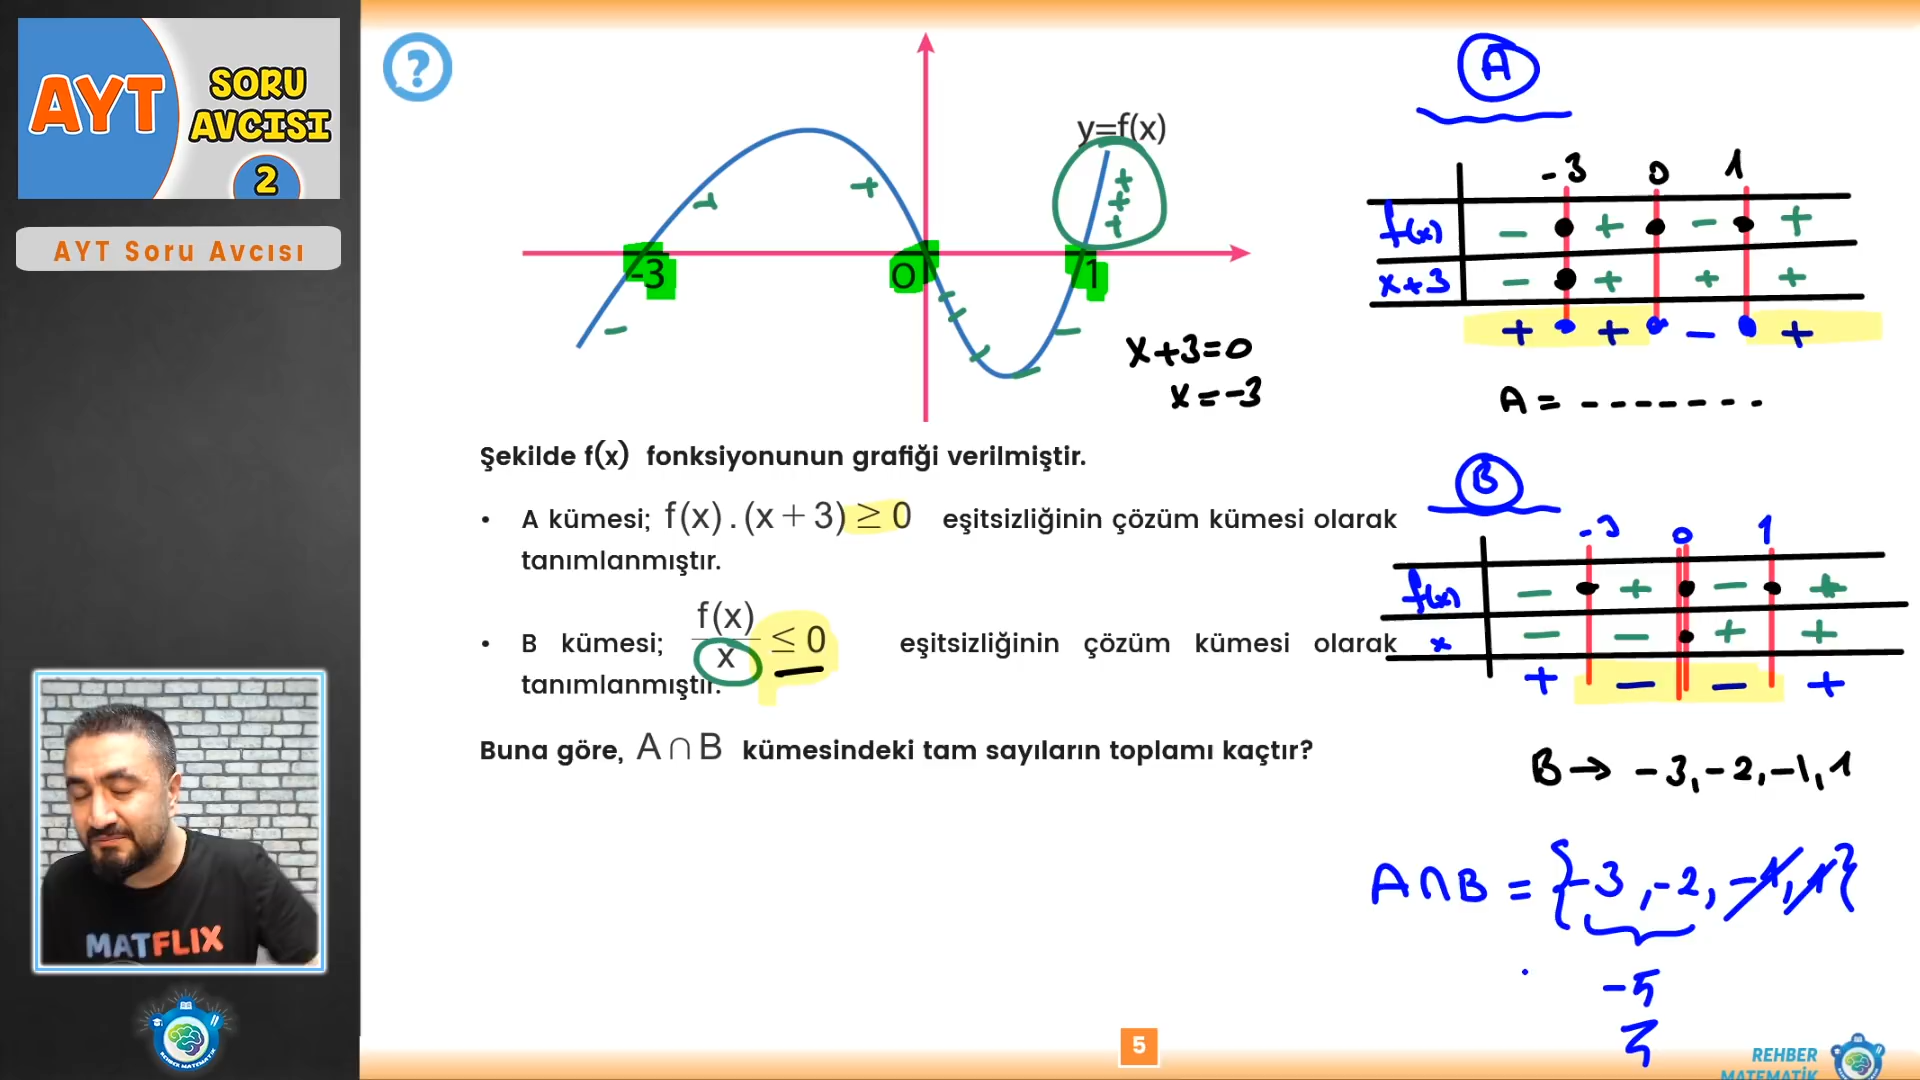 AYT
SORU
AVCISI
2
AYT Soru Avcısı
?
y=f(x)
-3
0
1
+
+
+
+
+
x+3=0
x=-3
Şekilde f(x) fonksiyonunun grafiği verilmiştir.
• A kümesi; f(x).(x+3) ≥ 0 eşitsizliğinin çözüm kümesi olarak
tanımlanmıştır.
• B kümesi; f(x)/x ≤ 0 eşitsizliğinin çözüm kümesi olarak
tanımlanmıştır.
Buna göre, A∩B kümesindeki tam sayıların toplamı kaçtır?
A
-3 0 1
f(x) - + - +
x+3 - + + +
+ + - +
A = - - - - - - -
B
-3 0 1
f(x) - + - +
x - - + +
+ - - +
B → -3,-2,-1,1
A∩B = {-3,-2,-1,1}
-5
MATFLIX
REHBER MATEMATİK
5
REHBER
MATEMATİK